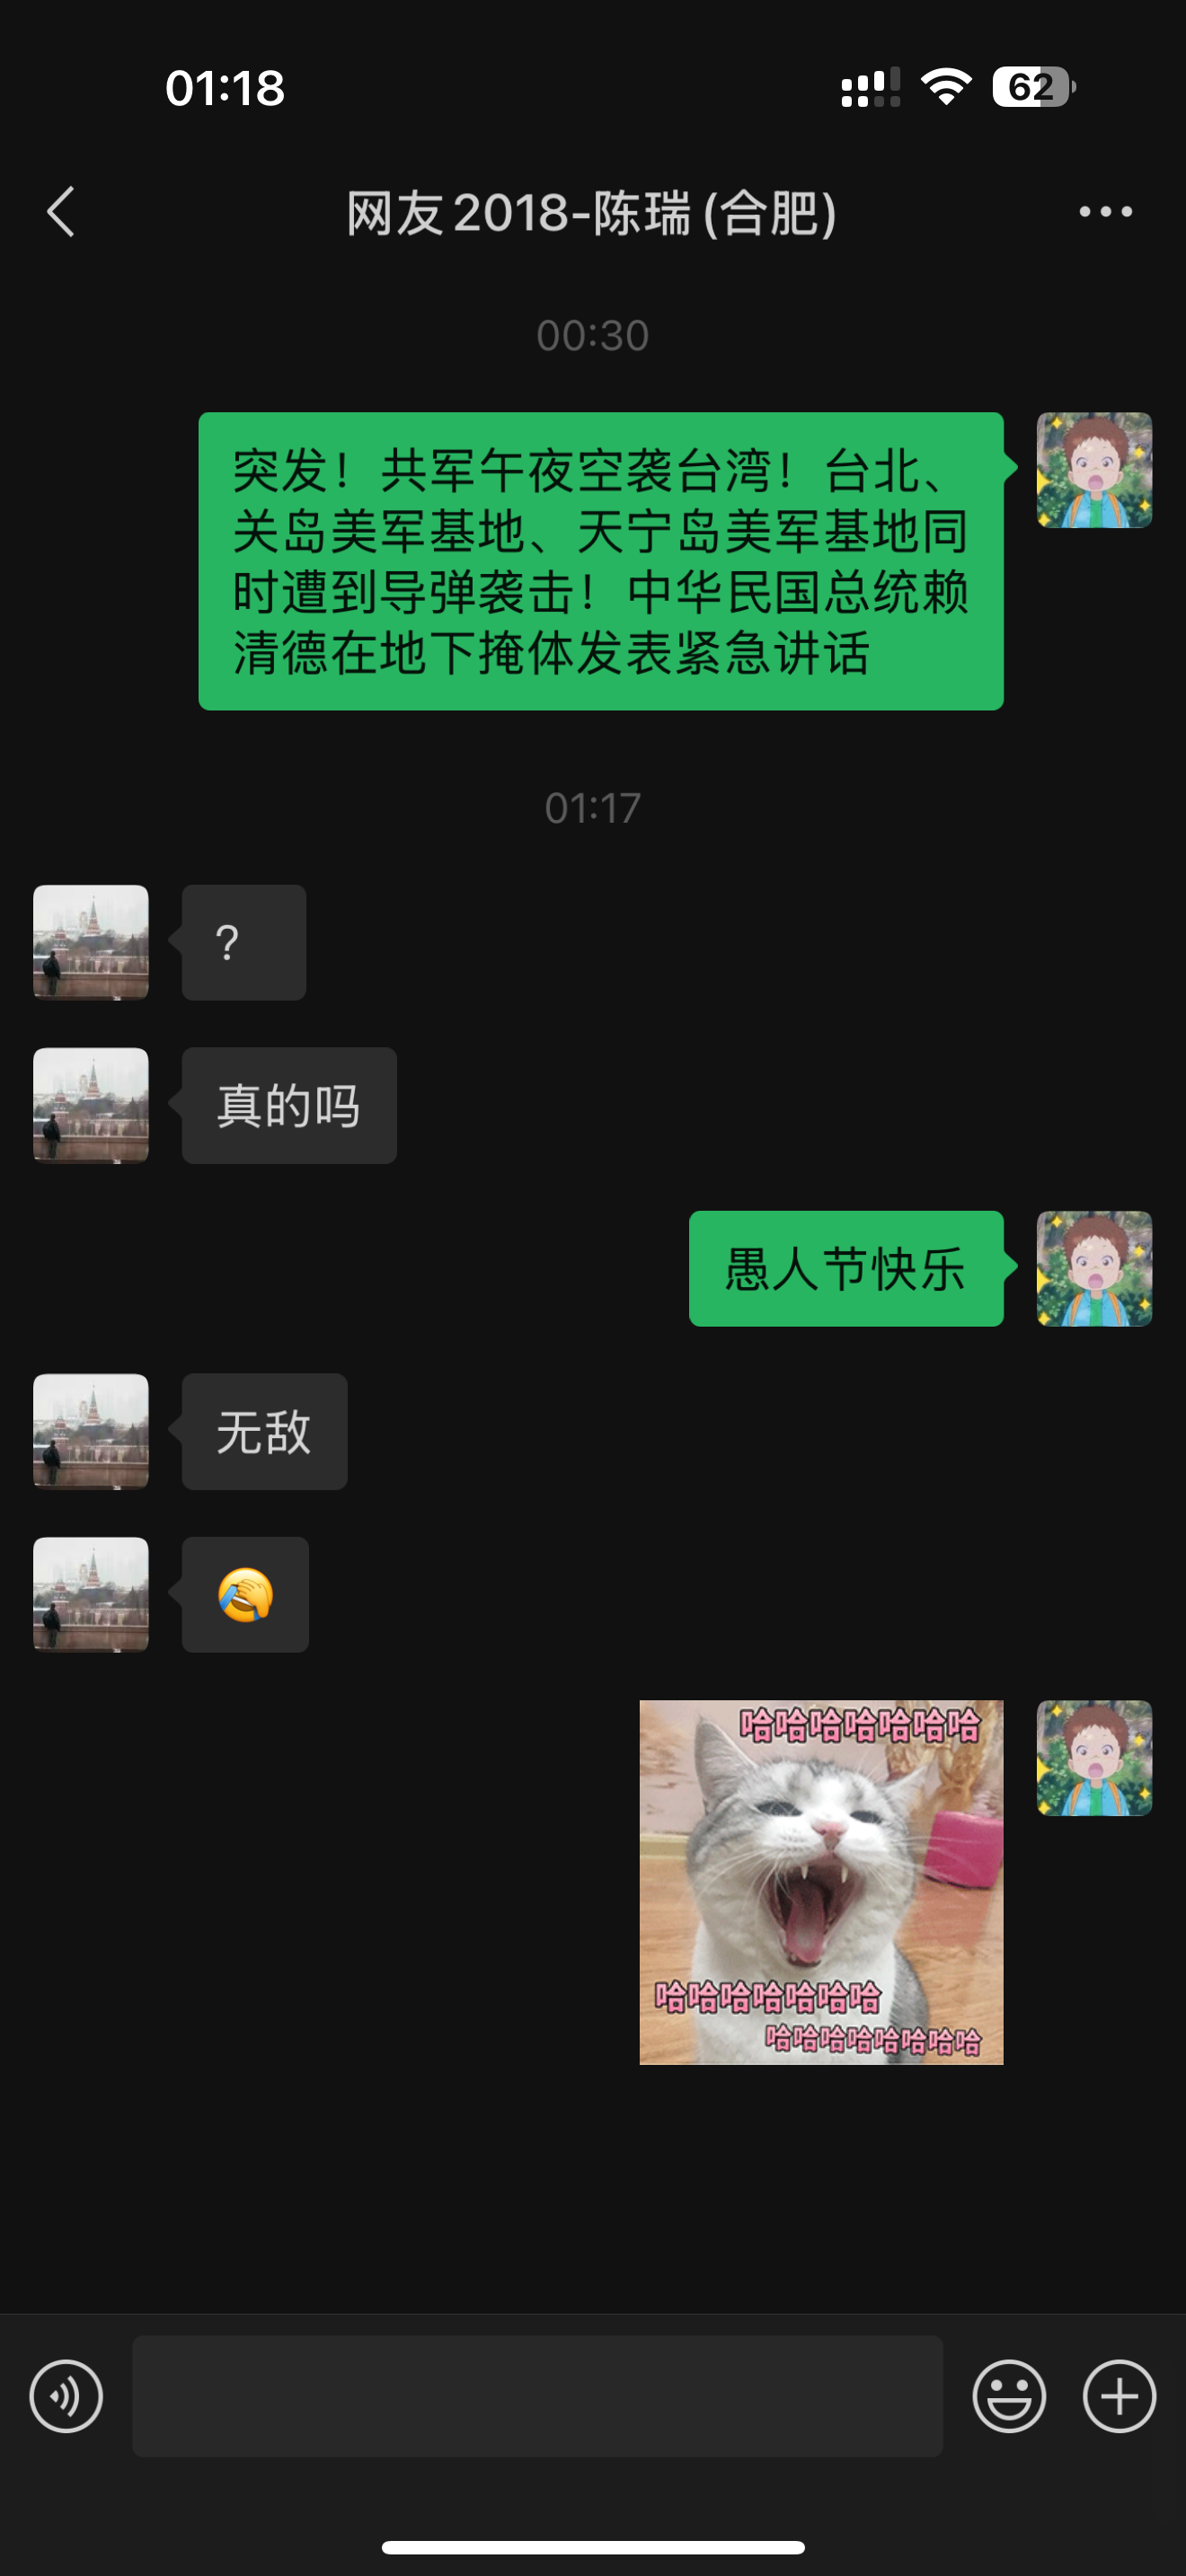 01:18
62
网友2018-陈瑞 (合肥)
00:30
突发！共军午夜空袭台湾！台北、
关岛美军基地、天宁岛美军基地同
时遭到导弹袭击！中华民国总统赖
清德在地下掩体发表紧急讲话
01:17
?
真的吗
愚人节快乐
无敌
哈哈哈哈哈哈哈
哈哈哈哈哈哈哈
哈哈哈哈哈哈哈哈